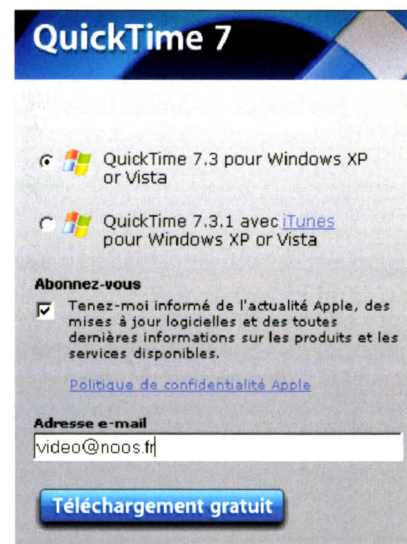 QuickTime 7
QuickTime 7.3 pour Windows XP
or Vista
QuickTime 7.3.1 avec iTunes
pour Windows XP or Vista
Abonnez-vous
Tenez-moi informé de l'actualité Apple, des
mises à jour logicielles et des toutes
dernières informations sur les produits et les
services disponibles.
Politique de confidentialité Apple
Adresse e-mail
video@noos.fr
Téléchargement gratuit